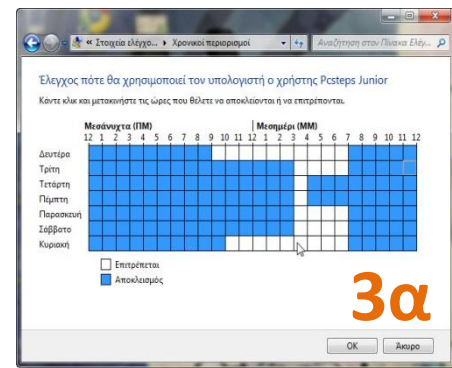 « Στοιχεία ελέγχο... ▸ Χρονικοί περιορισμοί Αναζήτηση στον Πίνακα Ελέγ...
Έλεγχος πότε θα χρησιμοποιεί τον υπολογιστή ο χρήστης Pcsteps Junior
Κάντε κλικ και μετακινήστε τις ώρες που θέλετε να αποκλείονται ή να επιτρέπονται.
Μεσάνυχτα (ΠΜ) Μεσημέρι (ΜΜ)
12 1 2 3 4 5 6 7 8 9 10 11 12 1 2 3 4 5 6 7 8 9 10 11 12
Δευτέρα
Τρίτη
Τετάρτη
Πέμπτη
Παρασκευή
Σάββατο
Κυριακή
Επιτρέπεται
Αποκλεισμός
3α
OK Άκυρο